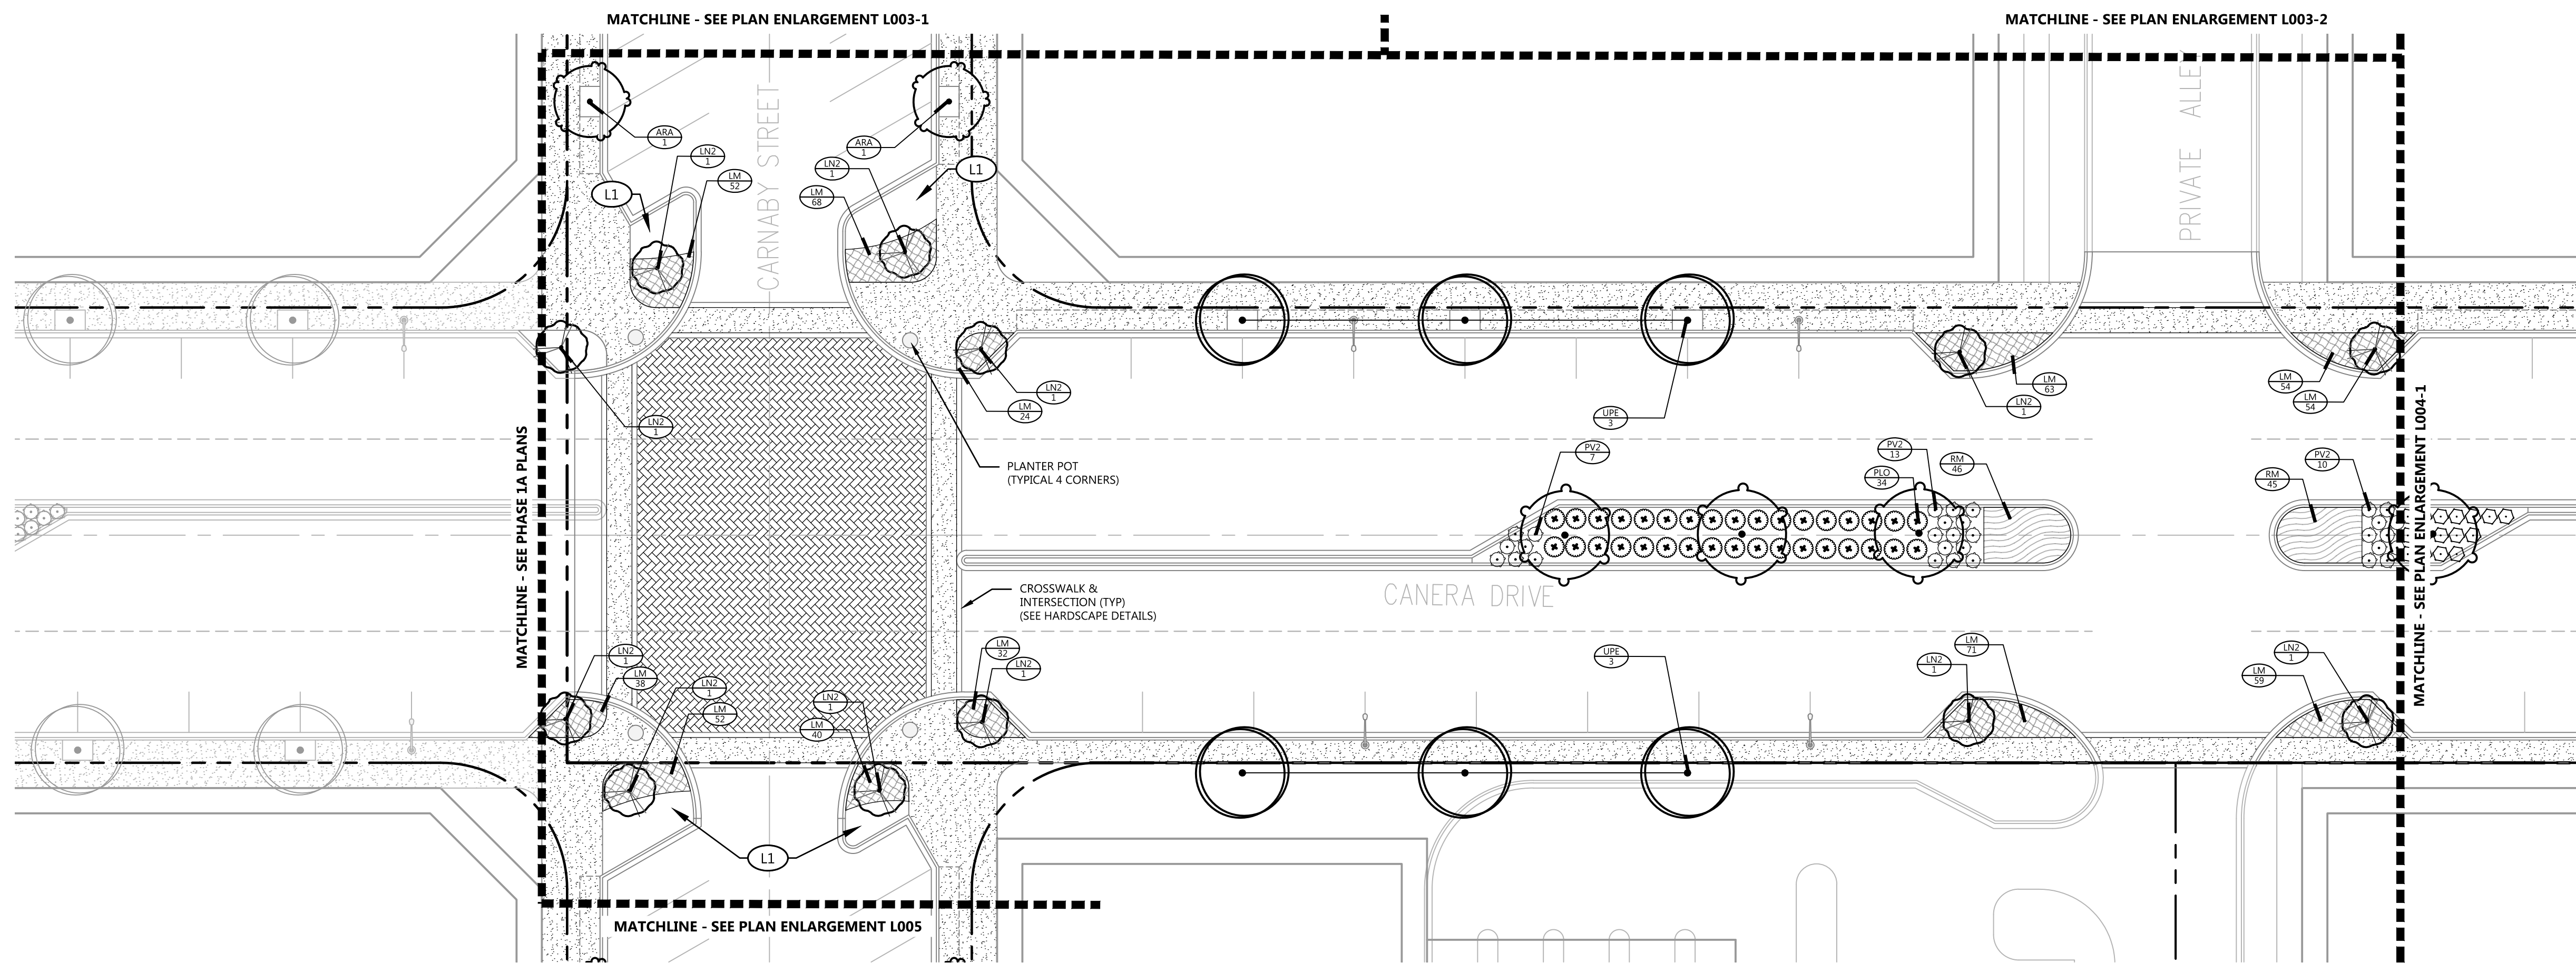 MATCHLINE - SEE PLAN ENLARGEMENT L003-1
MATCHLINE - SEE PLAN ENLARGEMENT L003-2
CARNABY STREET
PRIVATE ALLEY
ARA
1
LN2
1
LM
52
L1
ARA
1
LN2
1
LM
68
L1
LN2
1
LN2
1
LM
24
UPE
3
LM
63
LN2
1
LM
54
LM
54
MATCHLINE - SEE PHASE 1A PLANS
PLANTER POT
(TYPICAL 4 CORNERS)
PV2
7
PV2
13
PLO
34
RM
46
PV2
10
RM
45
MATCHLINE - SEE PLAN ENLARGEMENT L004-1
CROSSWALK &
INTERSECTION (TYP)
(SEE HARDSCAPE DETAILS)
CANERA DRIVE
LN2
1
LM
38
LN2
1
LM
52
LN2
1
LM
40
LM
32
LN2
1
UPE
3
LN2
1
LM
71
LN2
1
LM
59
L1
MATCHLINE - SEE PLAN ENLARGEMENT L005